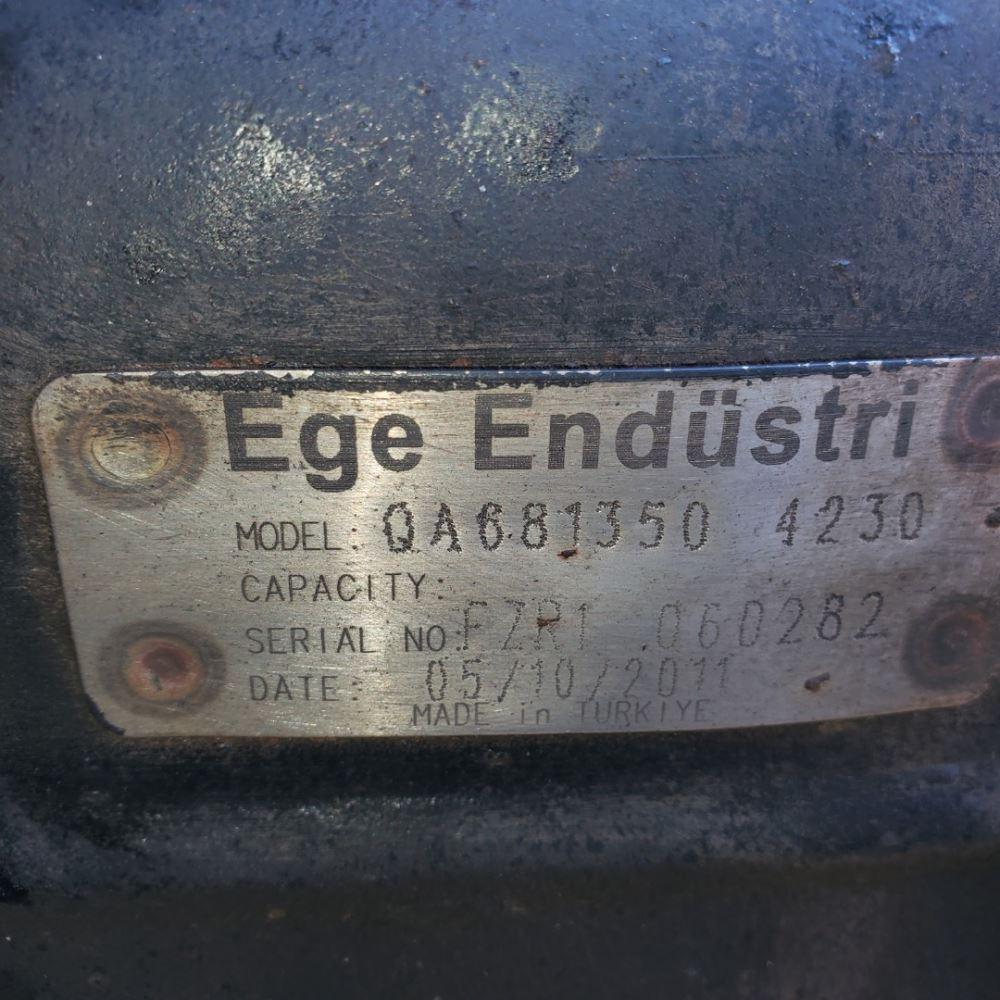 Ege Endüstri
MODEL: QA681350 4230
CAPACITY:
SERIAL NO: FZR1 060282
DATE: 05/10/2011
MADE in TURKIYE